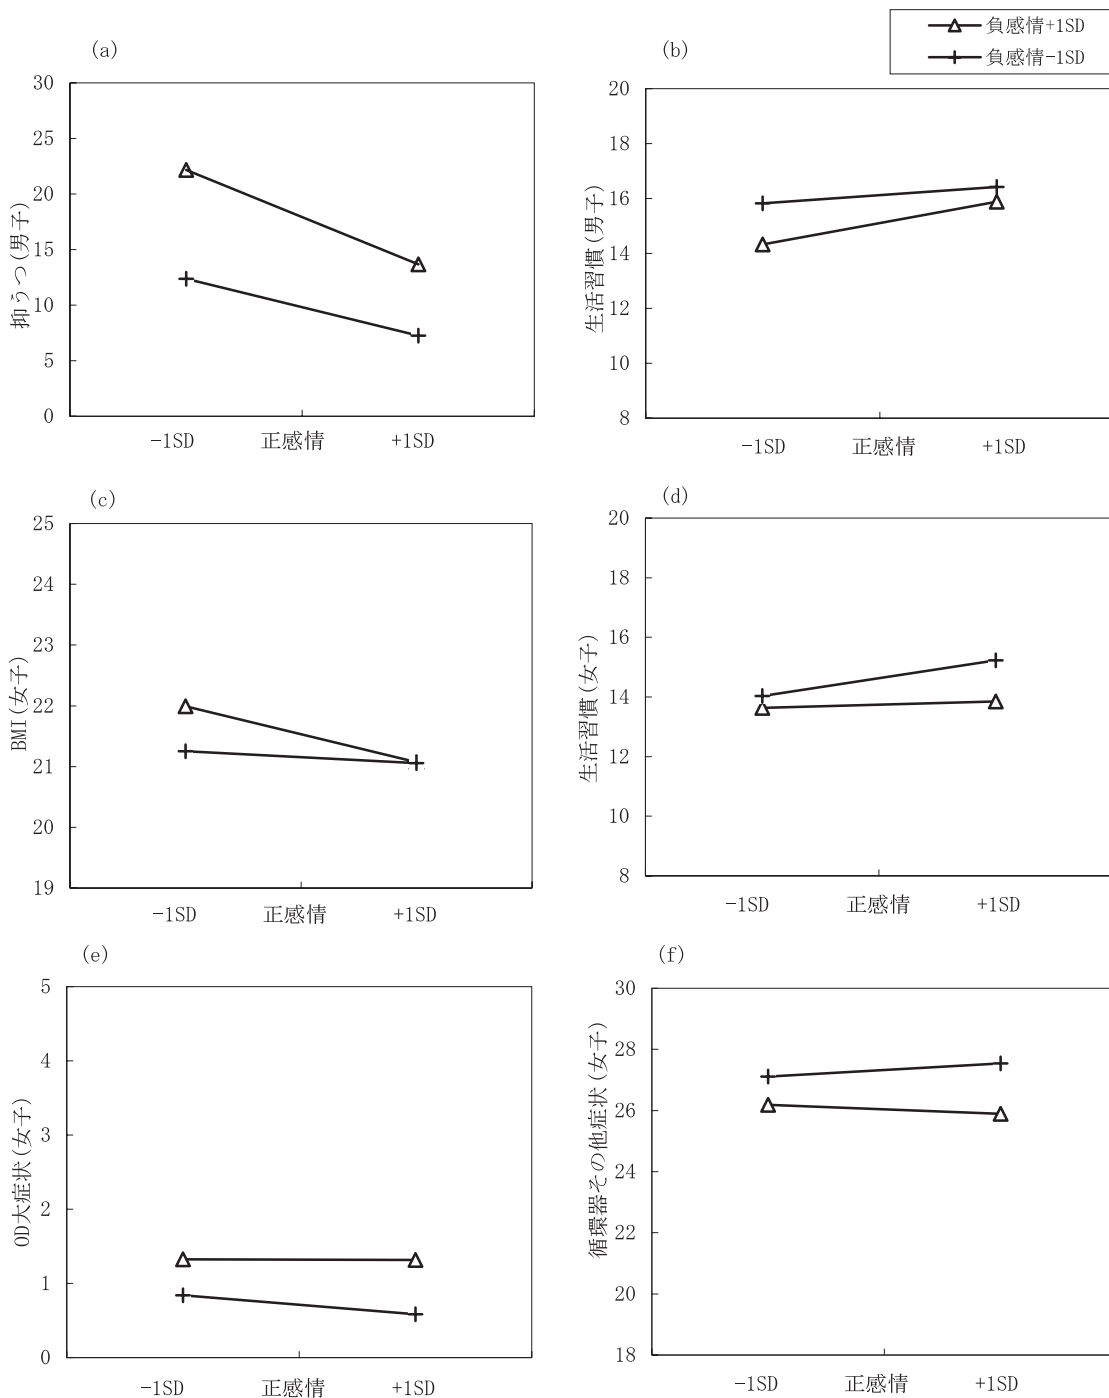 負感情+1SD
負感情-1SD
(a)
30
25
20
15
10
5
0
抑うつ(男子)
-1SD 正感情 +1SD
(b)
20
18
16
14
12
10
8
生活習慣(男子)
-1SD 正感情 +1SD
(c)
25
24
23
22
21
20
19
BMI(女子)
-1SD 正感情 +1SD
(d)
20
18
16
14
12
10
8
生活習慣(女子)
-1SD 正感情 +1SD
(e)
5
4
3
2
1
0
OD大症状(女子)
-1SD 正感情 +1SD
(f)
30
28
26
24
22
20
18
循環器その他症状(女子)
-1SD 正感情 +1SD